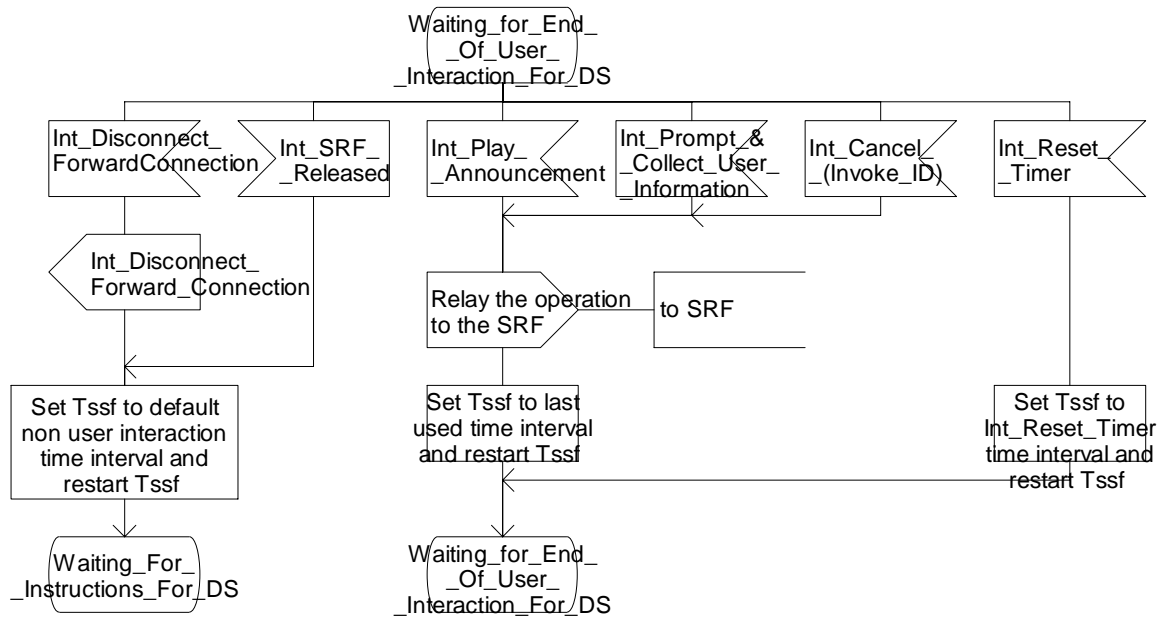 Waiting_for_End_
_Of_User_
_Interaction_For_DS
Int_Disconnect_
ForwardConnection
Int_SRF_
_Released
Int_Play_
_Announcement
Int_Prompt_&
_Collect_User_
_Information
Int_Cancel_
_(Invoke_ID)
Int_Reset_
_Timer
Int_Disconnect_
Forward_Connection
Relay the operation
to the SRF
to SRF
Set Tssf to default
non user interaction
time interval and
restart Tssf
Set Tssf to last
used time interval
and restart Tssf
Set Tssf to
Int_Reset_Timer
time interval and
restart Tssf
Waiting_For_
_Instructions_For_DS
Waiting_for_End_
_Of_User_
_Interaction_For_DS